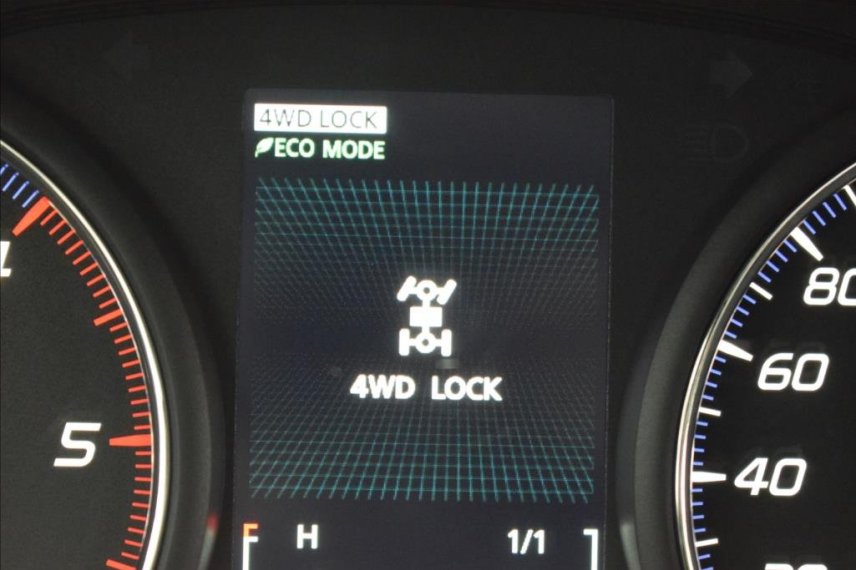 4WD LOCK
ECO MODE
4WD LOCK
F H 1/1
5
80
60
40